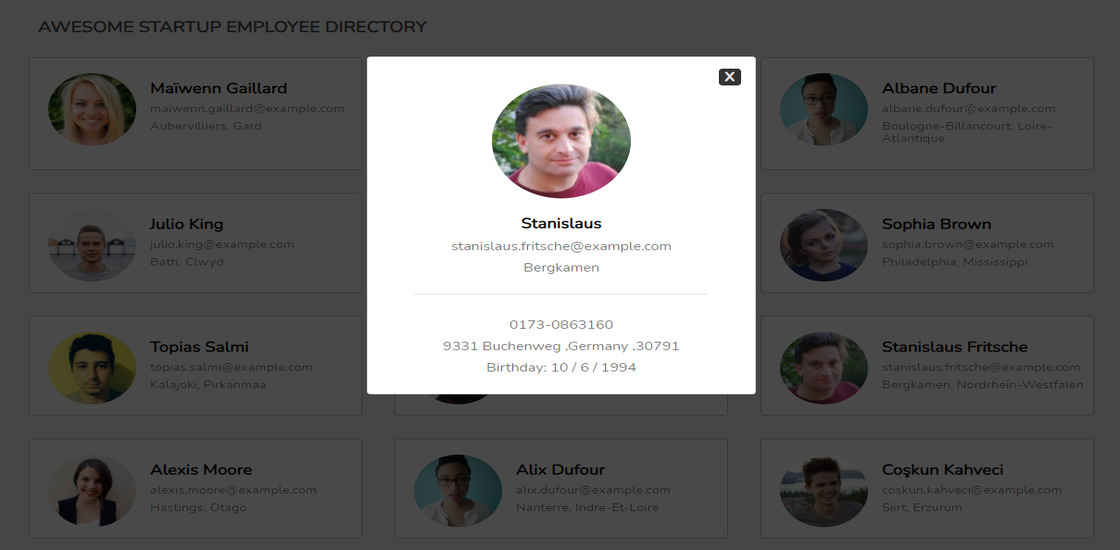 AWESOME STARTUP EMPLOYEE DIRECTORY
Maïwenn Gaillard
maiwenn.gaillard@example.com
Aubervilliers, Gard
X
Stanislaus
stanislaus.fritsche@example.com
Bergkamen
0173-0863160
9331 Buchenweg ,Germany ,30791
Birthday: 10 / 6 / 1994
Albane Dufour
albane.dufour@example.com
Boulogne-Billancourt, Loire-
Atlantique
Julio King
julio.king@example.com
Bath, Clwyd
Sophia Brown
sophia.brown@example.com
Philadelphia, Mississippi
Topias Salmi
topias.salmi@example.com
Kalajoki, Pirkanmaa
Stanislaus Fritsche
stanislaus.fritsche@example.com
Bergkamen, Nordrhein-Westfalen
Alexis Moore
alexis.moore@example.com
Hastings, Otago
Alix Dufour
alix.dufour@example.com
Nanterre, Indre-Et-Loire
Coşkun Kahveci
coskun.kahveci@example.com
Siirt, Erzurum